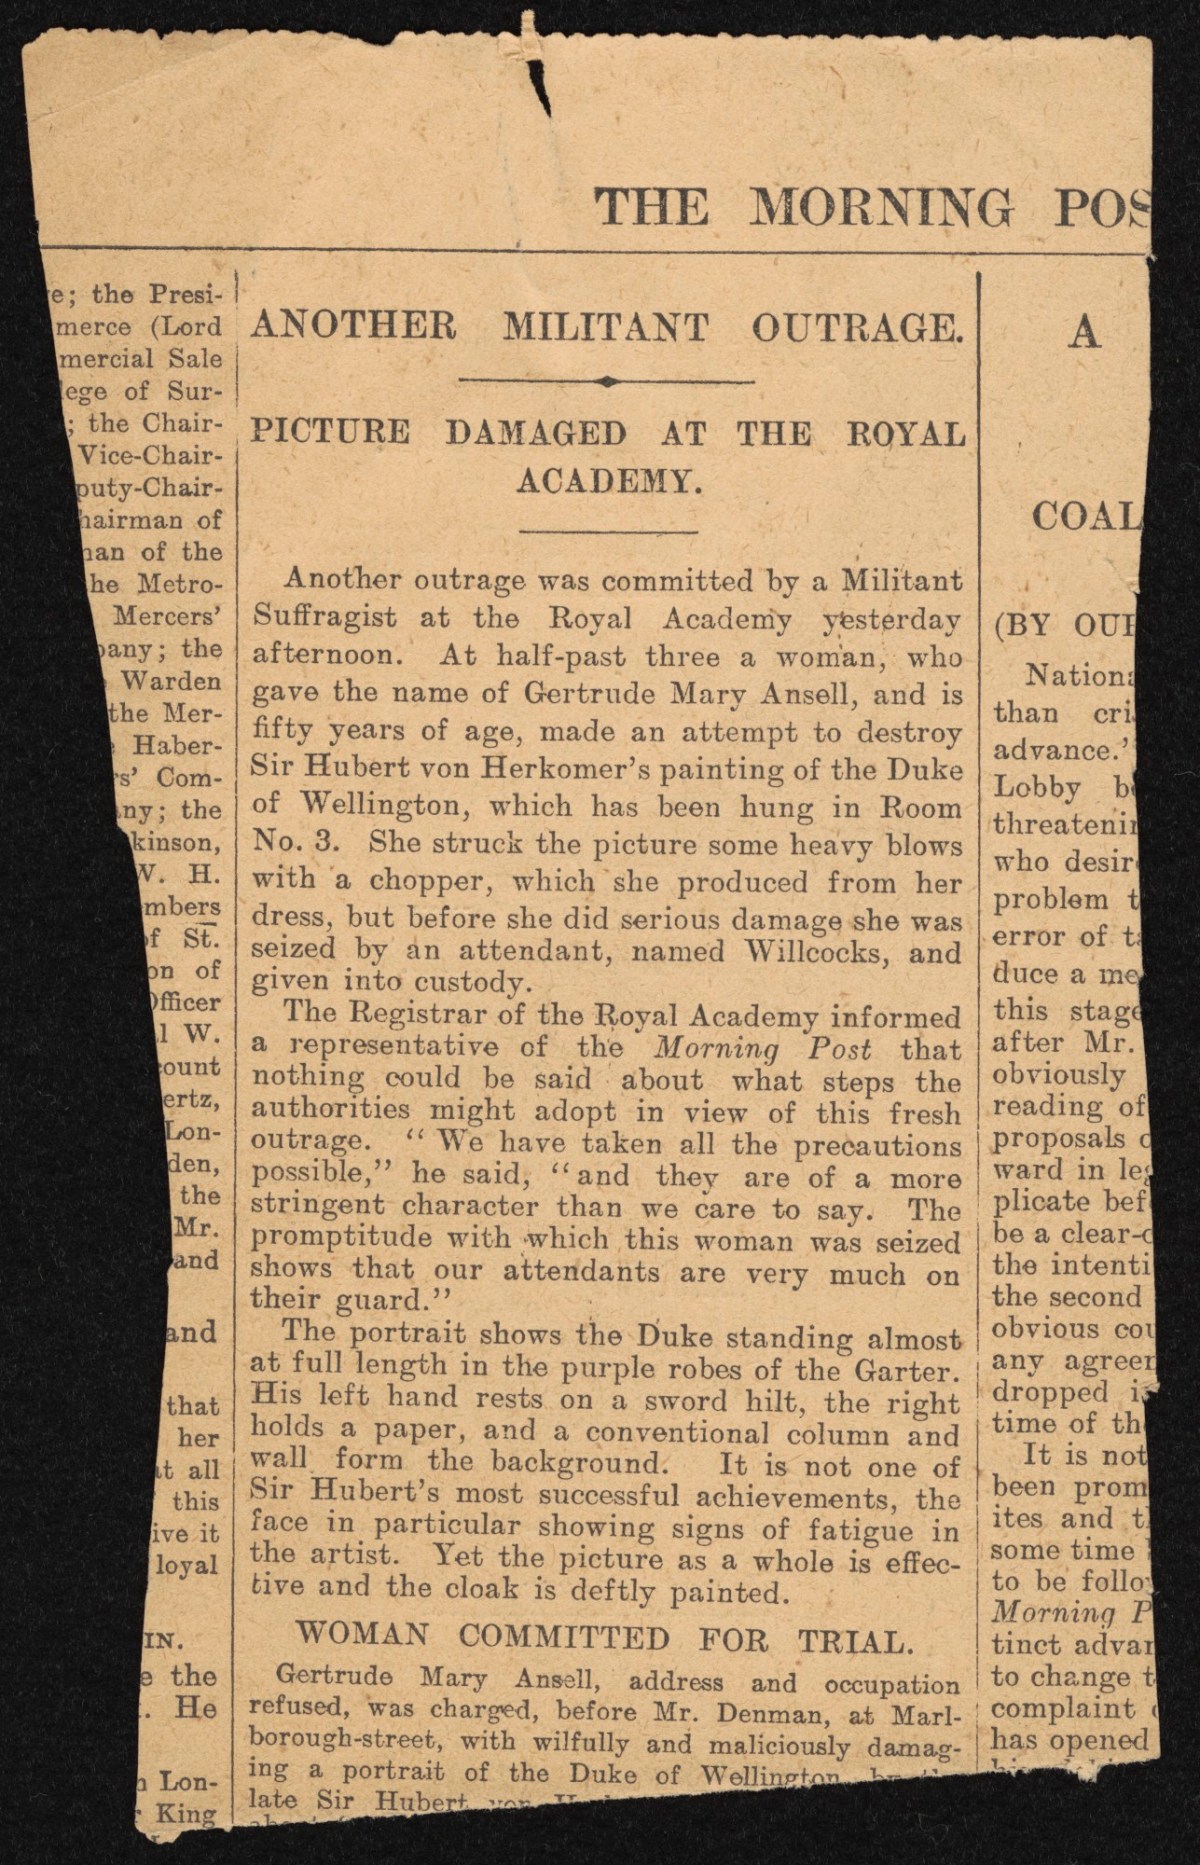 THE MORNING POS
e; the Presi-
merce (Lord
mercial Sale
lege of Sur-
; the Chair-
Vice-Chair-
puty-Chair-
hairman of
nan of the
he Metro-
Mercers'
pany; the
Warden
the Mer-
Haber-
rs' Com-
ny; the
kinson,
W. H.
mbers
of St.
on of
Officer
l W.
count
ertz,
Lon-
den,
the
Mr.
and
and
that
her
at all
this
ive it
loyal
IN.
e the
. He
n Lon-
King
ANOTHER MILITANT OUTRAGE.
PICTURE DAMAGED AT THE ROYAL
ACADEMY.
Another outrage was committed by a Militant
Suffragist at the Royal Academy yesterday
afternoon. At half-past three a woman, who
gave the name of Gertrude Mary Ansell, and is
fifty years of age, made an attempt to destroy
Sir Hubert von Herkomer's painting of the Duke
of Wellington, which has been hung in Room
No. 3. She struck the picture some heavy blows
with a chopper, which she produced from her
dress, but before she did serious damage she was
seized by an attendant, named Willcocks, and
given into custody.
The Registrar of the Royal Academy informed
a representative of the Morning Post that
nothing could be said about what steps the
authorities might adopt in view of this fresh
outrage. "We have taken all the precautions
possible," he said, "and they are of a more
stringent character than we care to say. The
promptitude with which this woman was seized
shows that our attendants are very much on
their guard."
The portrait shows the Duke standing almost
at full length in the purple robes of the Garter.
His left hand rests on a sword hilt, the right
holds a paper, and a conventional column and
wall form the background. It is not one of
Sir Hubert's most successful achievements, the
face in particular showing signs of fatigue in
the artist. Yet the picture as a whole is effec-
tive and the cloak is deftly painted.
WOMAN COMMITTED FOR TRIAL.
Gertrude Mary Ansell, address and occupation
refused, was charged, before Mr. Denman, at Marl-
borough-street, with wilfully and maliciously damag-
ing a portrait of the Duke of Wellington, by
late Sir Hubert von
A
COAL
(BY OUR
Nationa
than cri
advance.'
Lobby b
threatenin
who desir
problem t
error of ta
duce a me
this stage
after Mr.
obviously
reading of
proposals o
ward in leg
plicate bef
be a clear-c
the intenti
the second
obvious cou
any agreen
dropped i
time of th
It is not
been prom
ites and t
some time
to be follo
Morning P
tinct advan
to change t
complaint
has opened